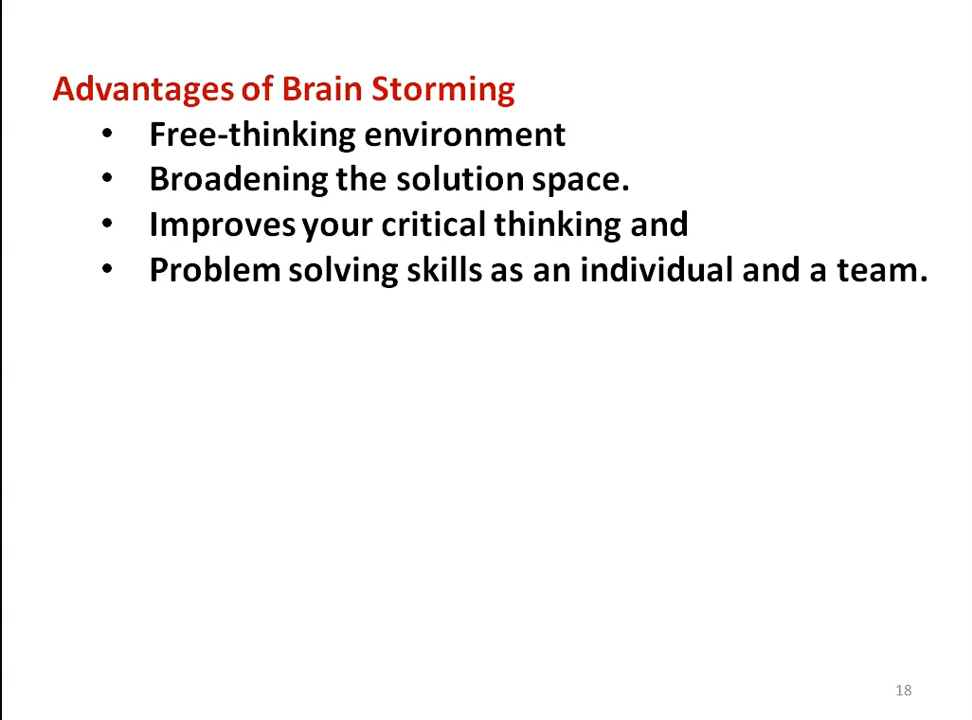 Advantages of Brain Storming
• Free-thinking environment
• Broadening the solution space.
• Improves your critical thinking and
• Problem solving skills as an individual and a team.
18